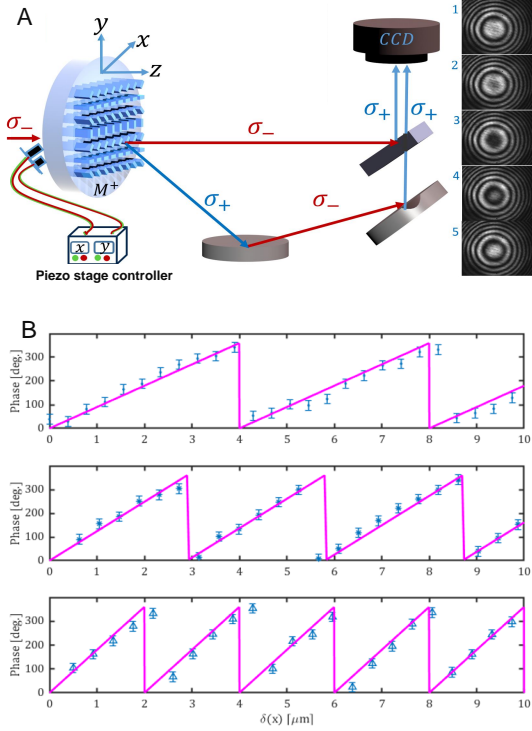 A
y
x
z
CCD
1
2
3
4
5
σ₋
σ₋
σ₊
σ₊
σ₊
σ₋
M⁺
x y
Piezo stage controller
B
Phase [deg.]
300
200
100
0
0 1 2 3 4 5 6 7 8 9 10
Phase [deg.]
300
200
100
0
0 1 2 3 4 5 6 7 8 9 10
Phase [deg.]
300
200
100
0
0 1 2 3 4 5 6 7 8 9 10
δ(x) [μm]